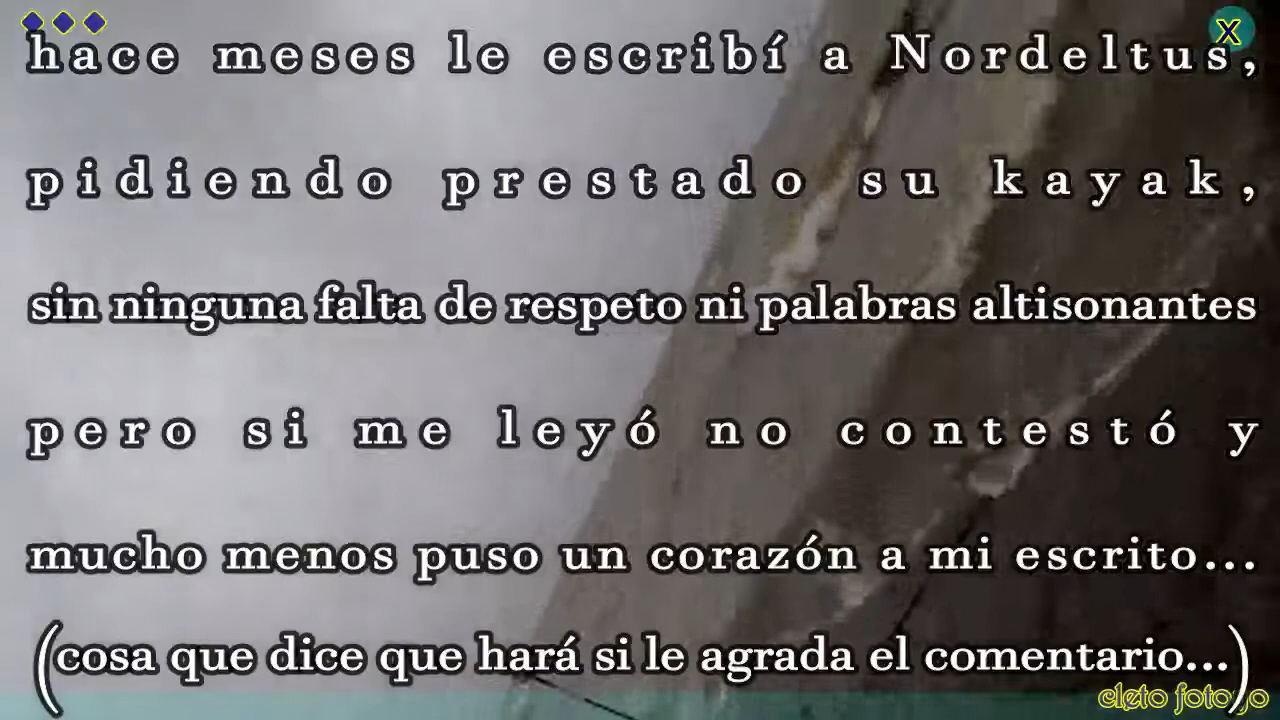 X
hace meses le escribí a Nordeltus,
pidiendo prestado su kayak,
sin ninguna falta de respeto ni palabras altisonantes
pero si me leyó no contestó y
mucho menos puso un corazón a mi escrito...
(cosa que dice que hará si le agrada el comentario...)
cleto